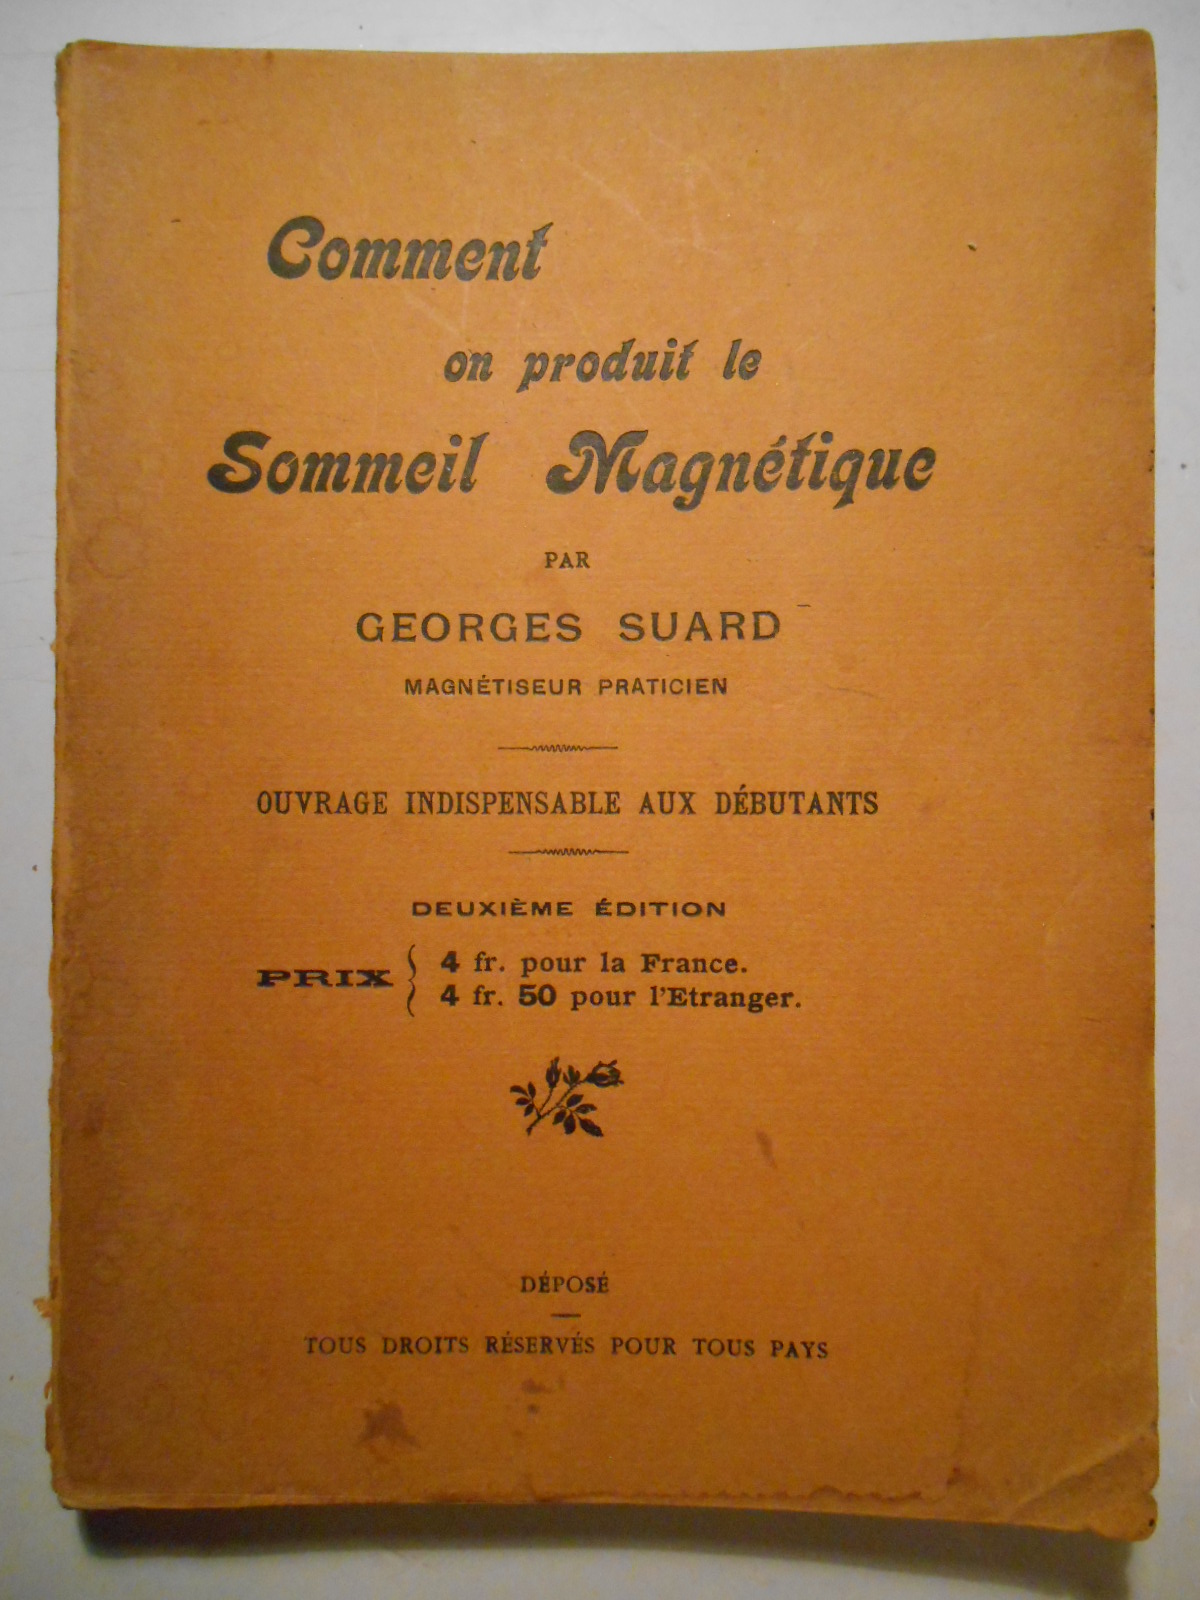 Comment
on produit le
Sommeil Magnétique
PAR
GEORGES SUARD
MAGNÉTISEUR PRATICIEN
OUVRAGE INDISPENSABLE AUX DÉBUTANTS
DEUXIÈME ÉDITION
PRIX { 4 fr. pour la France.
4 fr. 50 pour l'Etranger.
DÉPOSÉ
TOUS DROITS RÉSERVÉS POUR TOUS PAYS